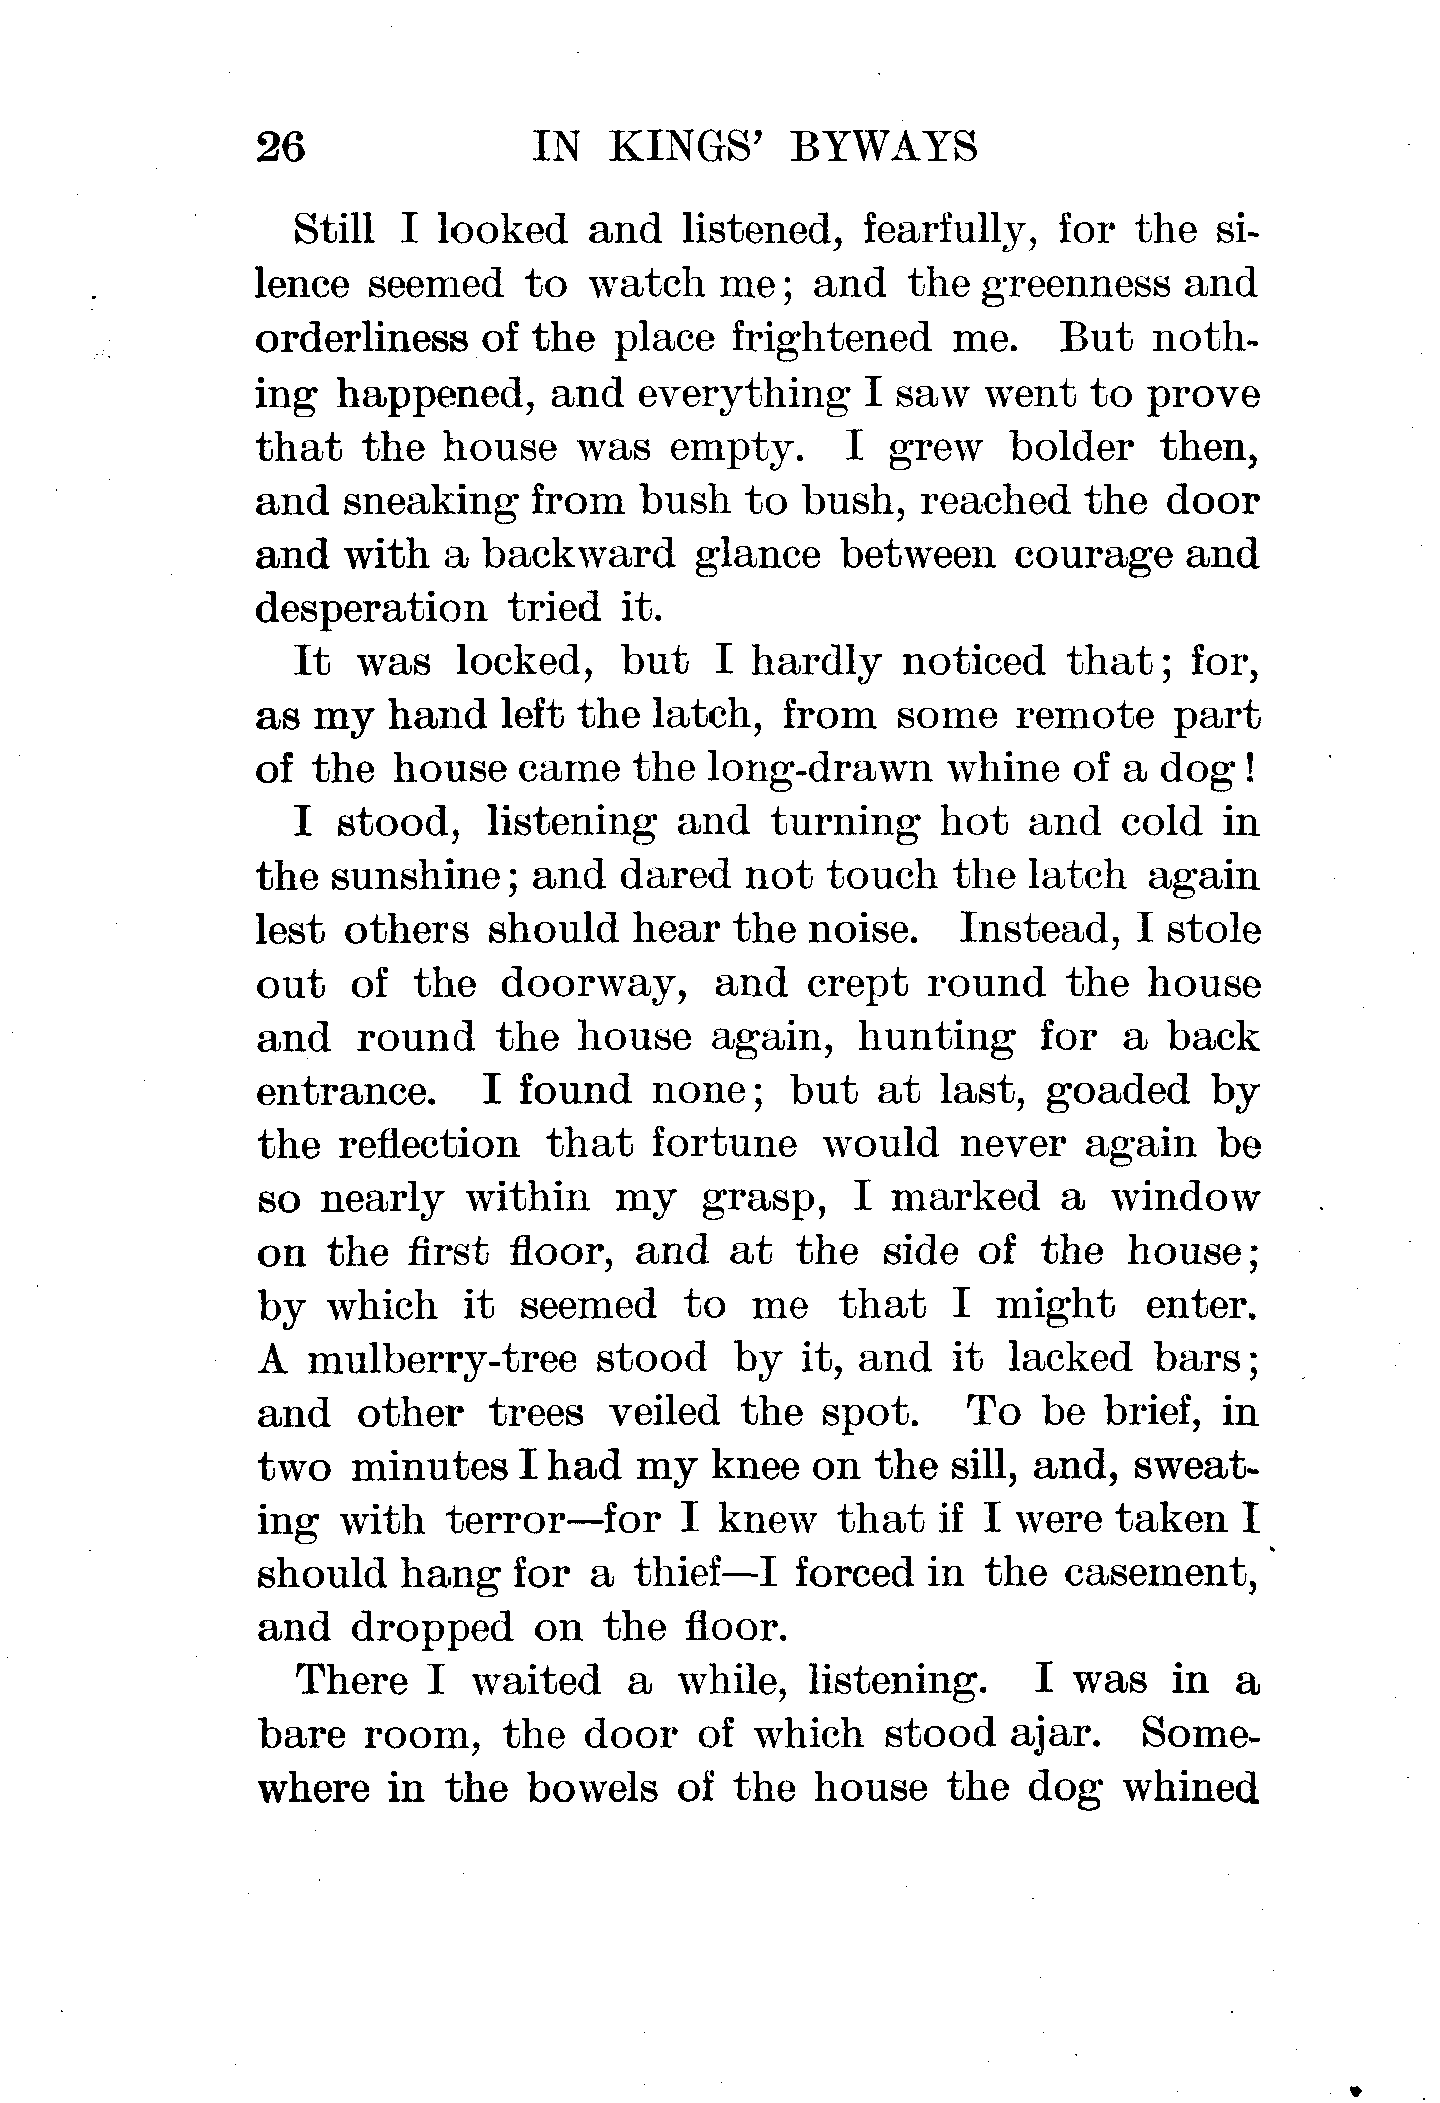 26 IN KINGS' BYWAYS
Still I looked and listened, fearfully, for the si-
lence seemed to watch me; and the greenness and
orderliness of the place frightened me. But noth-
ing happened, and everything I saw went to prove
that the house was empty. I grew bolder then,
and sneaking from bush to bush, reached the door
and with a backward glance between courage and
desperation tried it.
It was locked, but I hardly noticed that; for,
as my hand left the latch, from some remote part
of the house came the long-drawn whine of a dog!
I stood, listening and turning hot and cold in
the sunshine; and dared not touch the latch again
lest others should hear the noise. Instead, I stole
out of the doorway, and crept round the house
and round the house again, hunting for a back
entrance. I found none; but at last, goaded by
the reflection that fortune would never again be
so nearly within my grasp, I marked a window
on the first floor, and at the side of the house;
by which it seemed to me that I might enter.
A mulberry-tree stood by it, and it lacked bars;
and other trees veiled the spot. To be brief, in
two minutes I had my knee on the sill, and, sweat-
ing with terror—for I knew that if I were taken I
should hang for a thief—I forced in the casement,
and dropped on the floor.
There I waited a while, listening. I was in a
bare room, the door of which stood ajar. Some-
where in the bowels of the house the dog whined